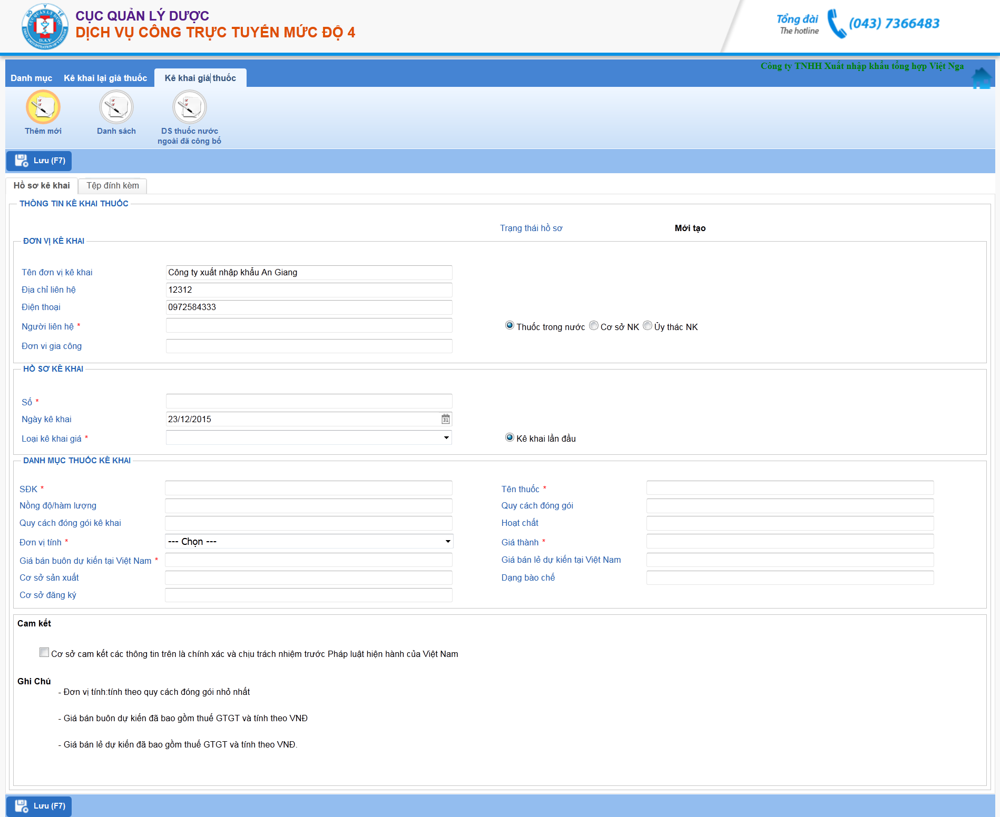 CỤC QUẢN LÝ DƯỢC
DỊCH VỤ CÔNG TRỰC TUYẾN MỨC ĐỘ 4
BỘ Y TẾ
CỤC QUẢN LÝ DƯỢC
D.A.V
Tổng đài
The hotline
(043) 7366483
Công ty TNHH Xuất nhập khẩu tổng hợp Việt Nga
Danh mục Kê khai lại giá thuốc Kê khai giá thuốc
Thêm mới
Danh sách
DS thuốc nước
ngoài đã công bố
Lưu (F7)
Hồ sơ kê khai Tệp đính kèm
THÔNG TIN KÊ KHAI THUỐC
Trạng thái hồ sơ Mới tạo
ĐƠN VỊ KÊ KHAI
Tên đơn vị kê khai Công ty xuất nhập khẩu An Giang
Địa chỉ liên hệ 12312
Điện thoại 0972584333
Người liên hệ * Thuốc trong nước Cơ sở NK Ủy thác NK
Đơn vi gia công
HỒ SƠ KÊ KHAI
Số *
Ngày kê khai 23/12/2015 31
Loại kê khai giá * Kê khai lần đầu
DANH MỤC THUỐC KÊ KHAI
SĐK * Tên thuốc *
Nồng độ/hàm lượng Quy cách đóng gói
Quy cách đóng gói kê khai Hoạt chất
Đơn vị tính * --- Chọn --- Giá thành *
Giá bán buôn dự kiến tại Việt Nam * Giá bán lẻ dự kiến tại Việt Nam
Cơ sở sản xuất Dạng bào chế
Cơ sở đăng ký
Cam kết
Cơ sở cam kết các thông tin trên là chính xác và chịu trách nhiệm trước Pháp luật hiện hành của Việt Nam
Ghi Chú
- Đơn vị tính:tính theo quy cách đóng gói nhỏ nhất
- Giá bán buôn dự kiến đã bao gồm thuế GTGT và tính theo VNĐ
- Giá bán lẻ dự kiến đã bao gồm thuế GTGT và tính theo VNĐ.
Lưu (F7)